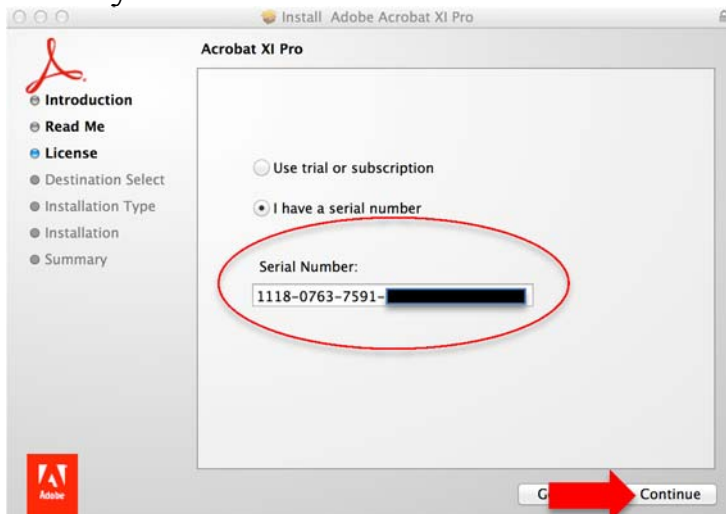 Install Adobe Acrobat XI Pro
Acrobat XI Pro
Introduction
Read Me
License
Destination Select
Installation Type
Installation
Summary
Use trial or subscription
I have a serial number
Serial Number:
1118-0763-7591-
Continue
Adobe